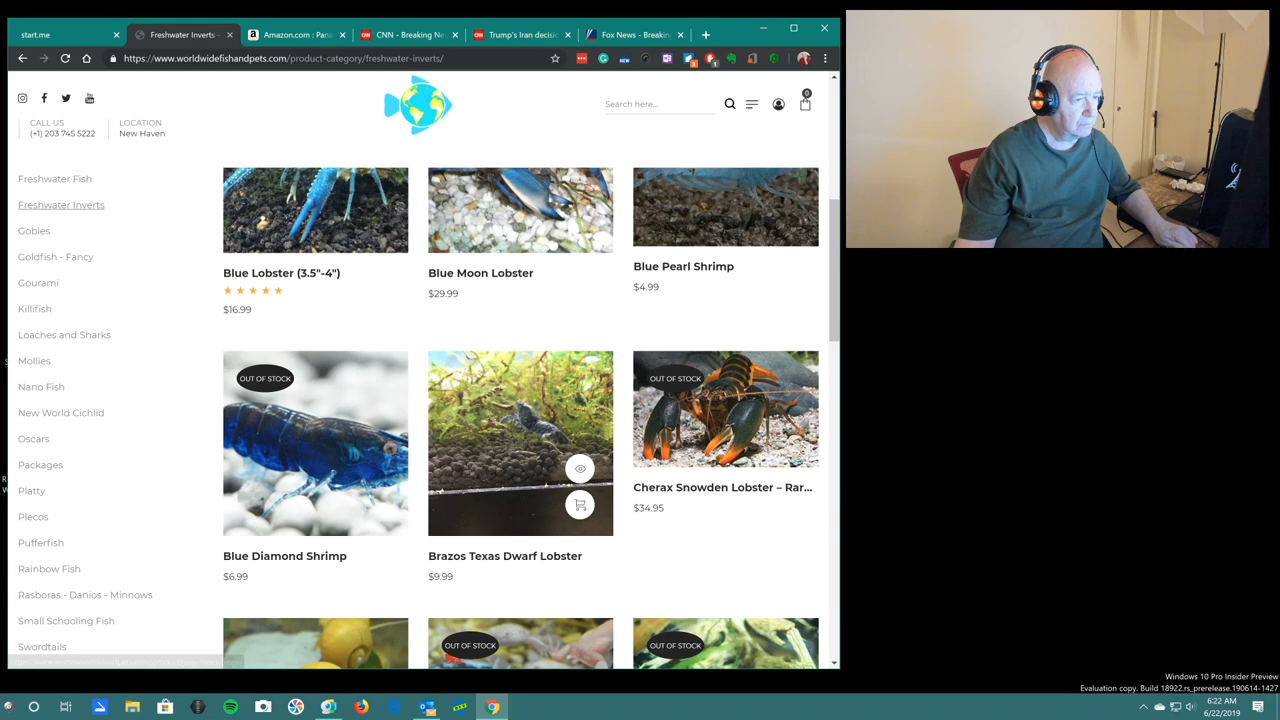 start.me
Freshwater Inverts -
Amazon.com : Pana
CNN - Breaking Ne
Trump's Iran decisio
Fox News - Breakin
https://www.worldwidefishandpets.com/product-category/freshwater-inverts/
CALL US
(+1) 203 745 5222
LOCATION
New Haven
Search here...
0
Freshwater Fish
Freshwater Inverts
Gobies
Goldfish - Fancy
Gourami
Killifish
Loaches and Sharks
Mollies
Nano Fish
New World Cichlid
Oscars
Packages
Platty
Plecos
Pufferfish
Rainbow Fish
Rasboras - Danios - Minnows
Small Schooling Fish
Swordtails
Blue Lobster (3.5"-4")
$16.99
Blue Moon Lobster
$29.99
Blue Pearl Shrimp
$4.99
OUT OF STOCK
Blue Diamond Shrimp
$6.99
Brazos Texas Dwarf Lobster
$9.99
OUT OF STOCK
Cherax Snowden Lobster – Rar...
$34.95
OUT OF STOCK
OUT OF STOCK
Windows 10 Pro Insider Preview
Evaluation copy. Build 18922.rs_prerelease.190614-1427
6:22 AM
6/22/2019